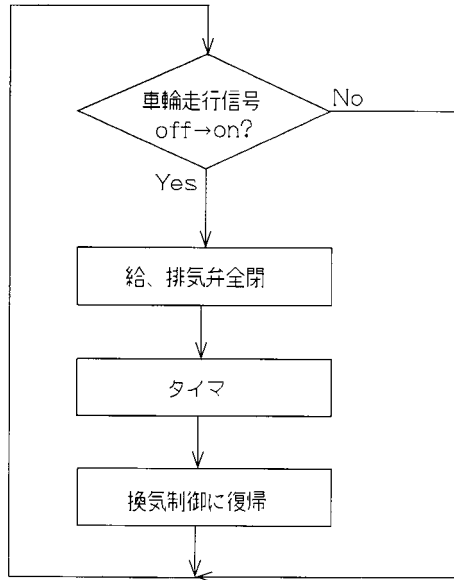 車輪走行信号
off→on?
No
Yes
給、排気弁全閉
タイマ
換気制御に復帰